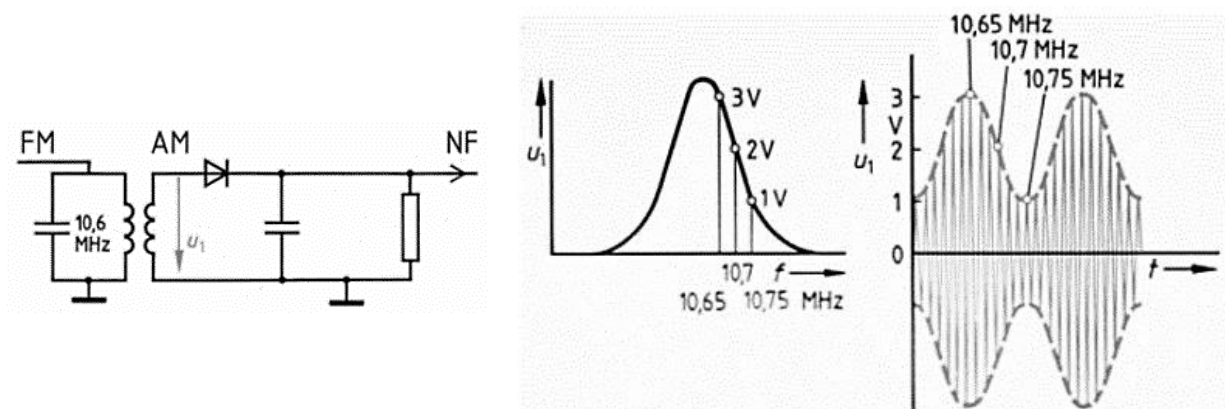 FM
AM
NF
10,6
MHz
u₁
u₁
3V
2V
1V
10,7
f
10,65
10,75 MHz
10,65 MHz
10,7 MHz
10,75 MHz
3
V
2
u₁
1
0
t